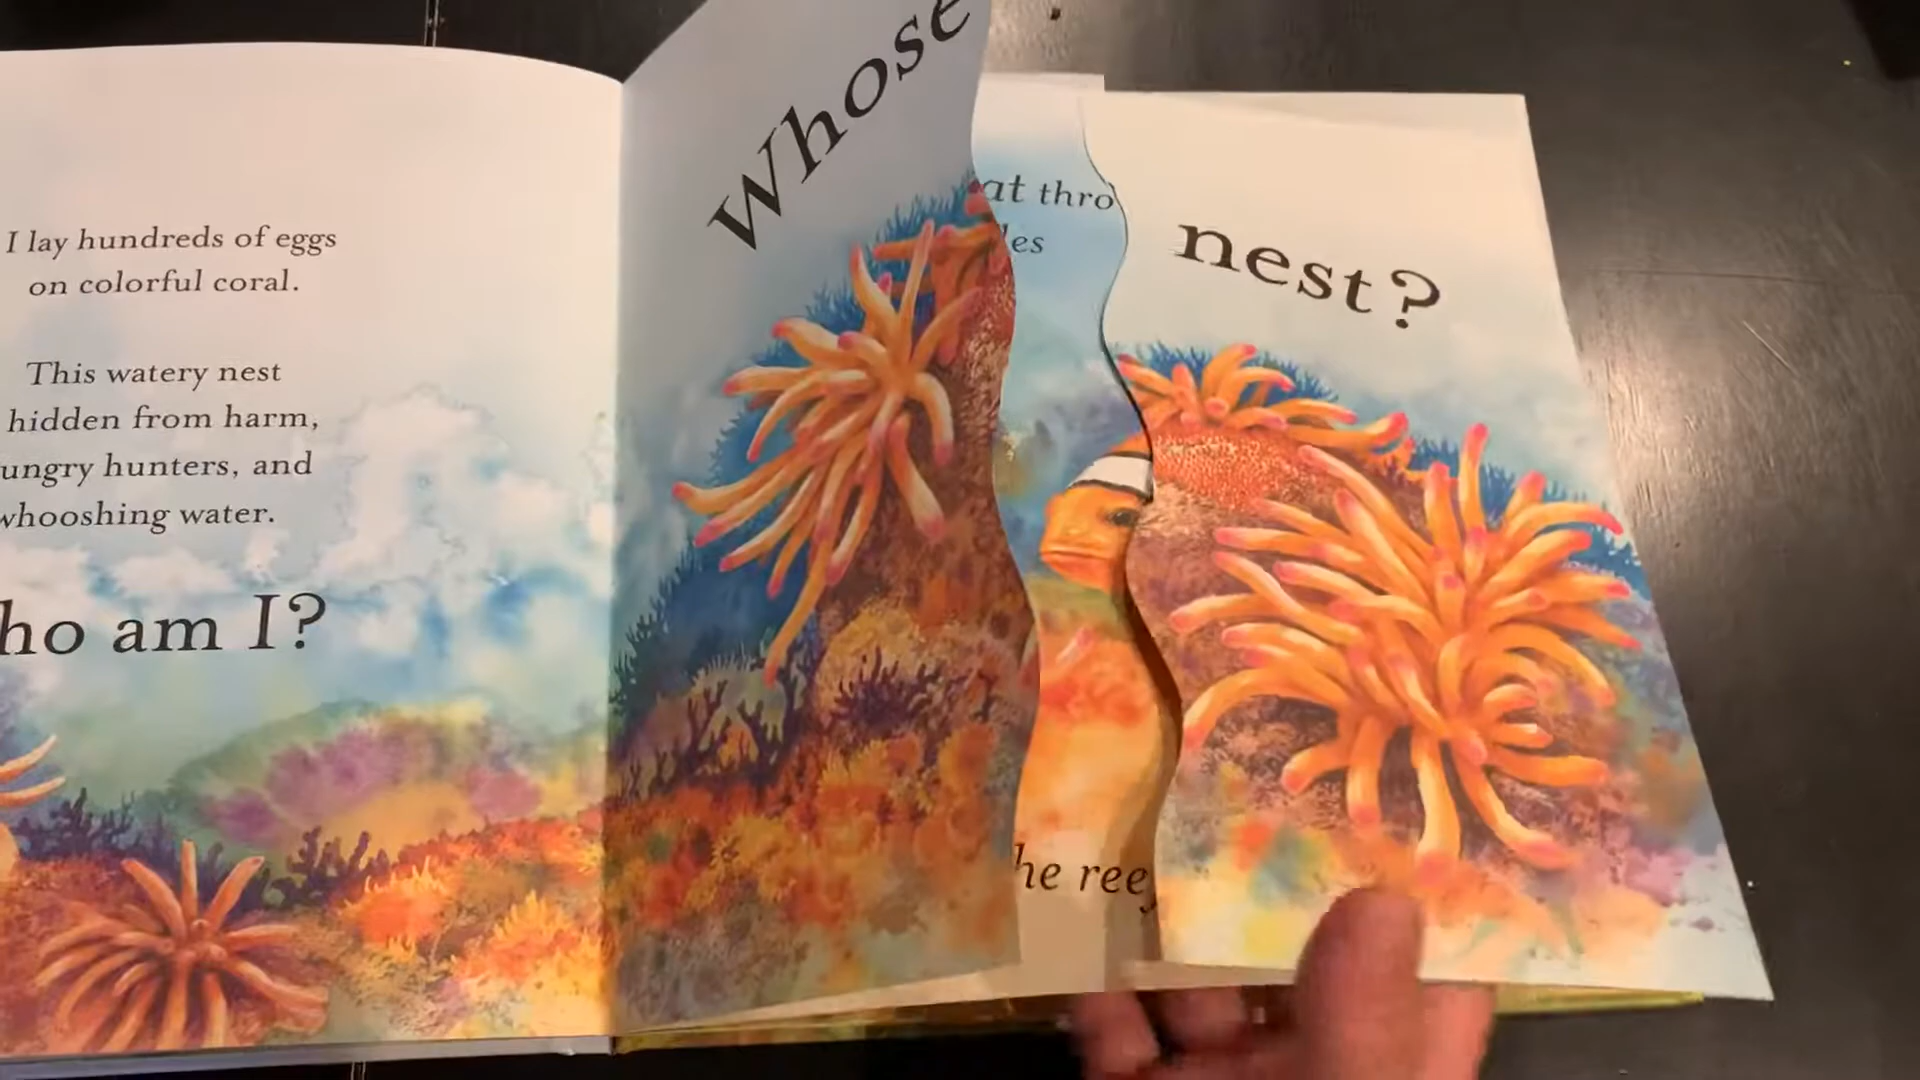 I lay hundreds of eggs
on colorful coral.
This watery nest
hidden from harm,
ungry hunters, and
whooshing water.
ho am I?
Whose
at thro
les
nest?
he ree